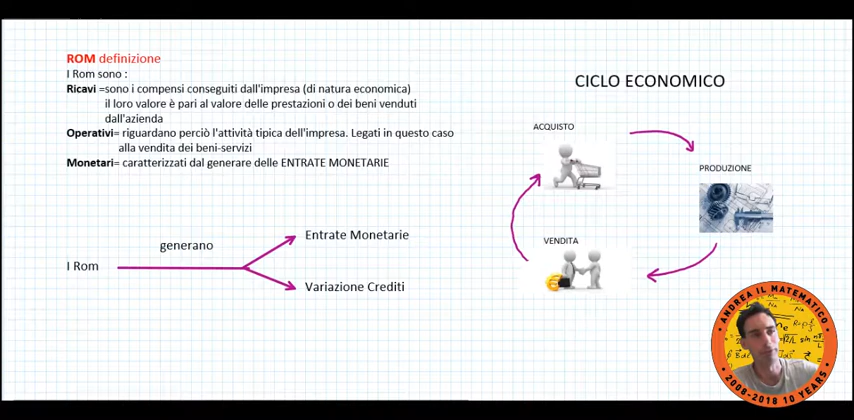 ROM definizione
I Rom sono :
Ricavi =sono i compensi conseguiti dall'impresa (di natura economica)
il loro valore è pari al valore delle prestazioni o dei beni venduti
dall'azienda
Operativi= riguardano perciò l'attività tipica dell'impresa. Legati in questo caso
alla vendita dei beni-servizi
Monetari= caratterizzati dal generare delle ENTRATE MONETARIE
I Rom
generano
Entrate Monetarie
Variazione Crediti
CICLO ECONOMICO
ACQUISTO
PRODUZIONE
VENDITA
ANDREA IL MATEMATICO
2008-2018 10 YEARS